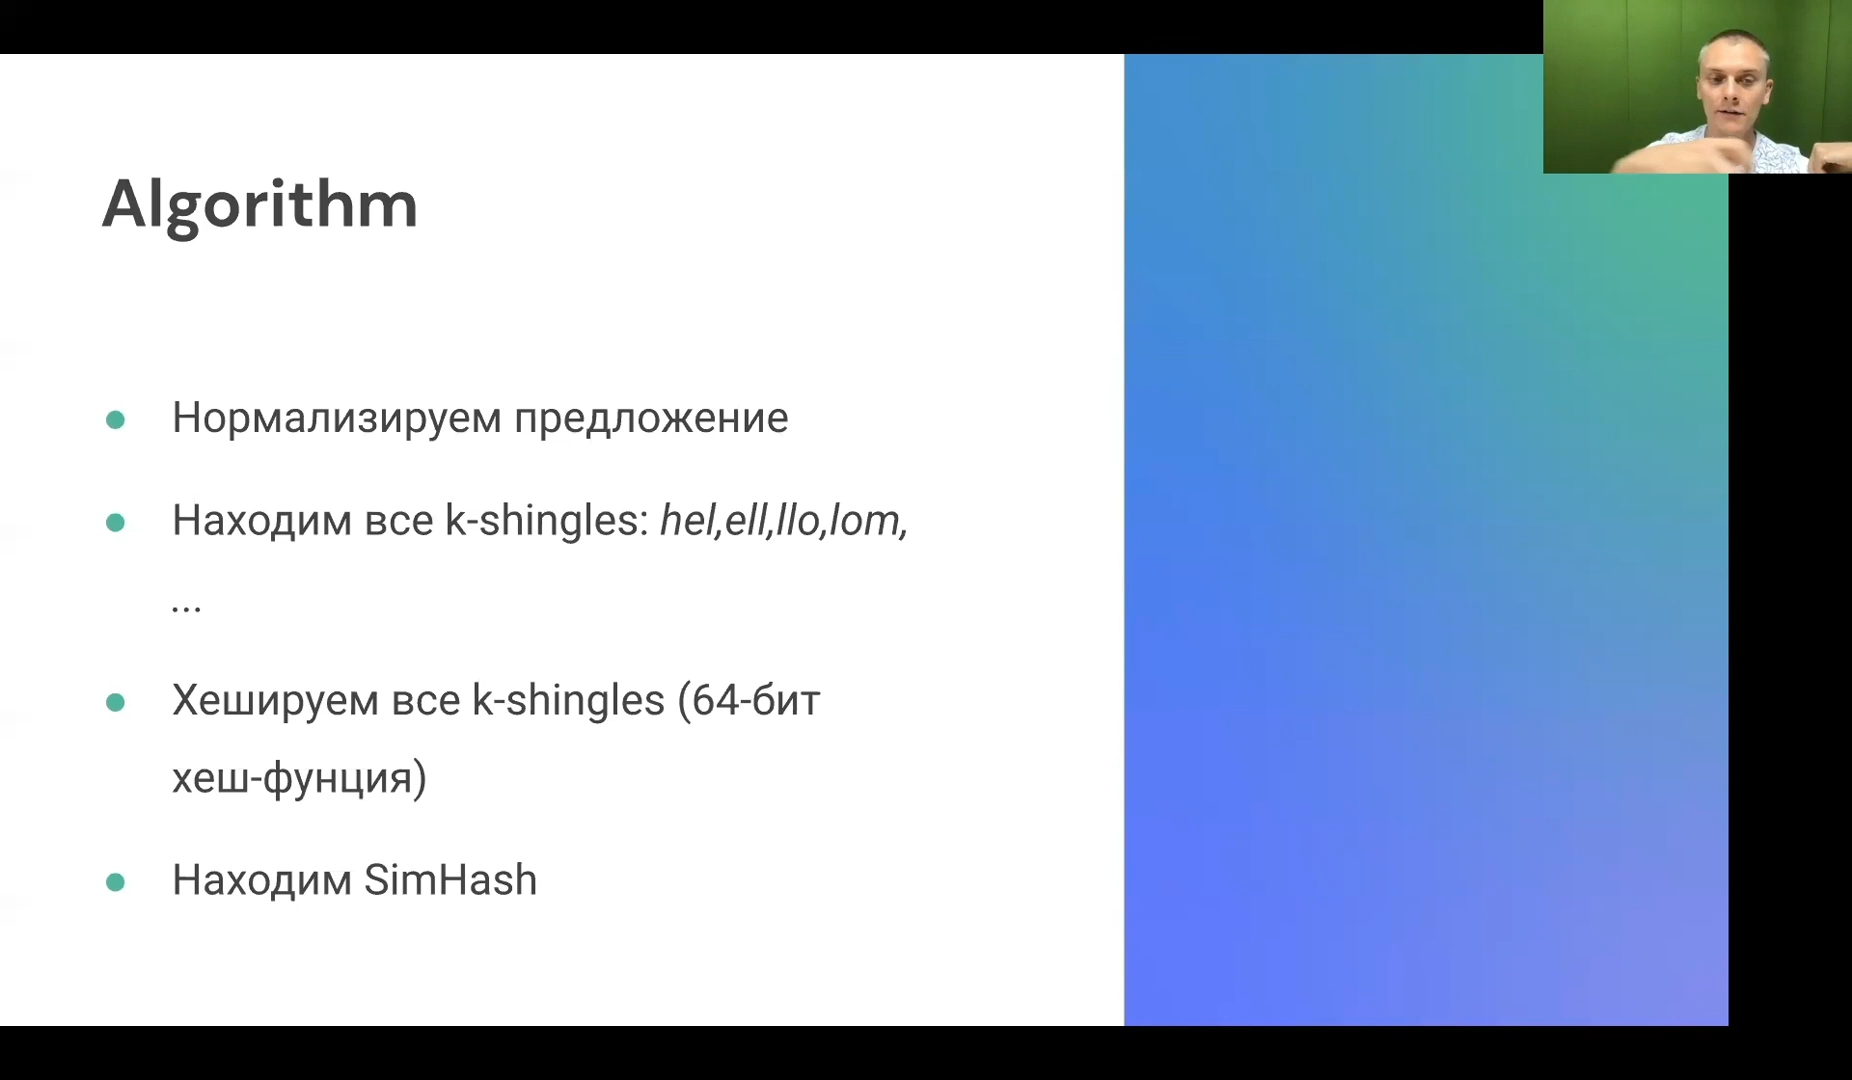 Algorithm
● Нормализируем предложение
● Находим все k-shingles: hel,ell,llo,lom,
...
● Хешируем все k-shingles (64-бит
хеш-фунция)
● Находим SimHash